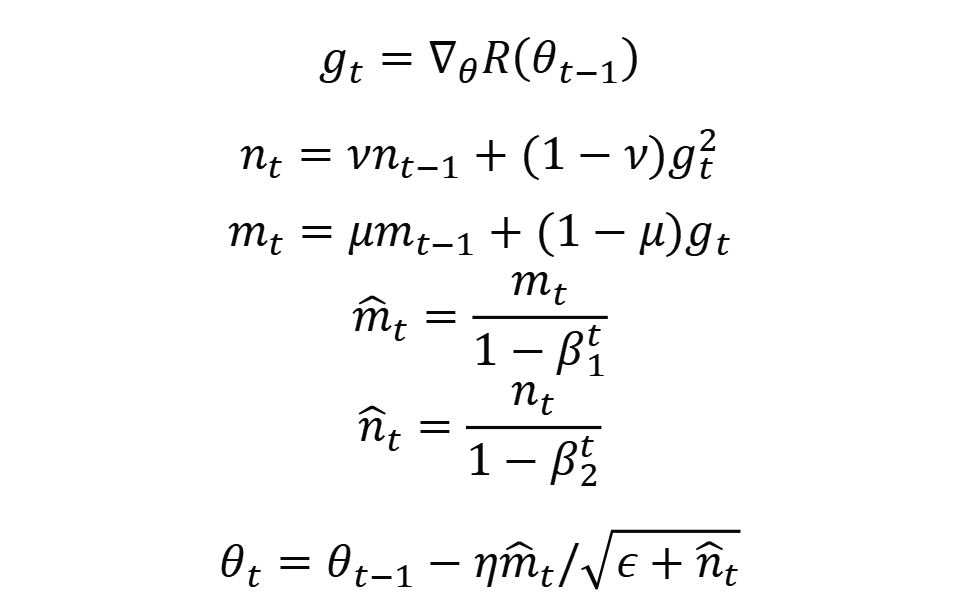 g_t = ∇_θ R(θ_{t−1})
n_t = νn_{t−1} + (1 − ν)g_t^2
m_t = μm_{t−1} + (1 − μ)g_t
m̂_t = m_t / (1 − β_1^t)
n̂_t = n_t / (1 − β_2^t)
θ_t = θ_{t−1} − ηm̂_t/√(ϵ + n̂_t)